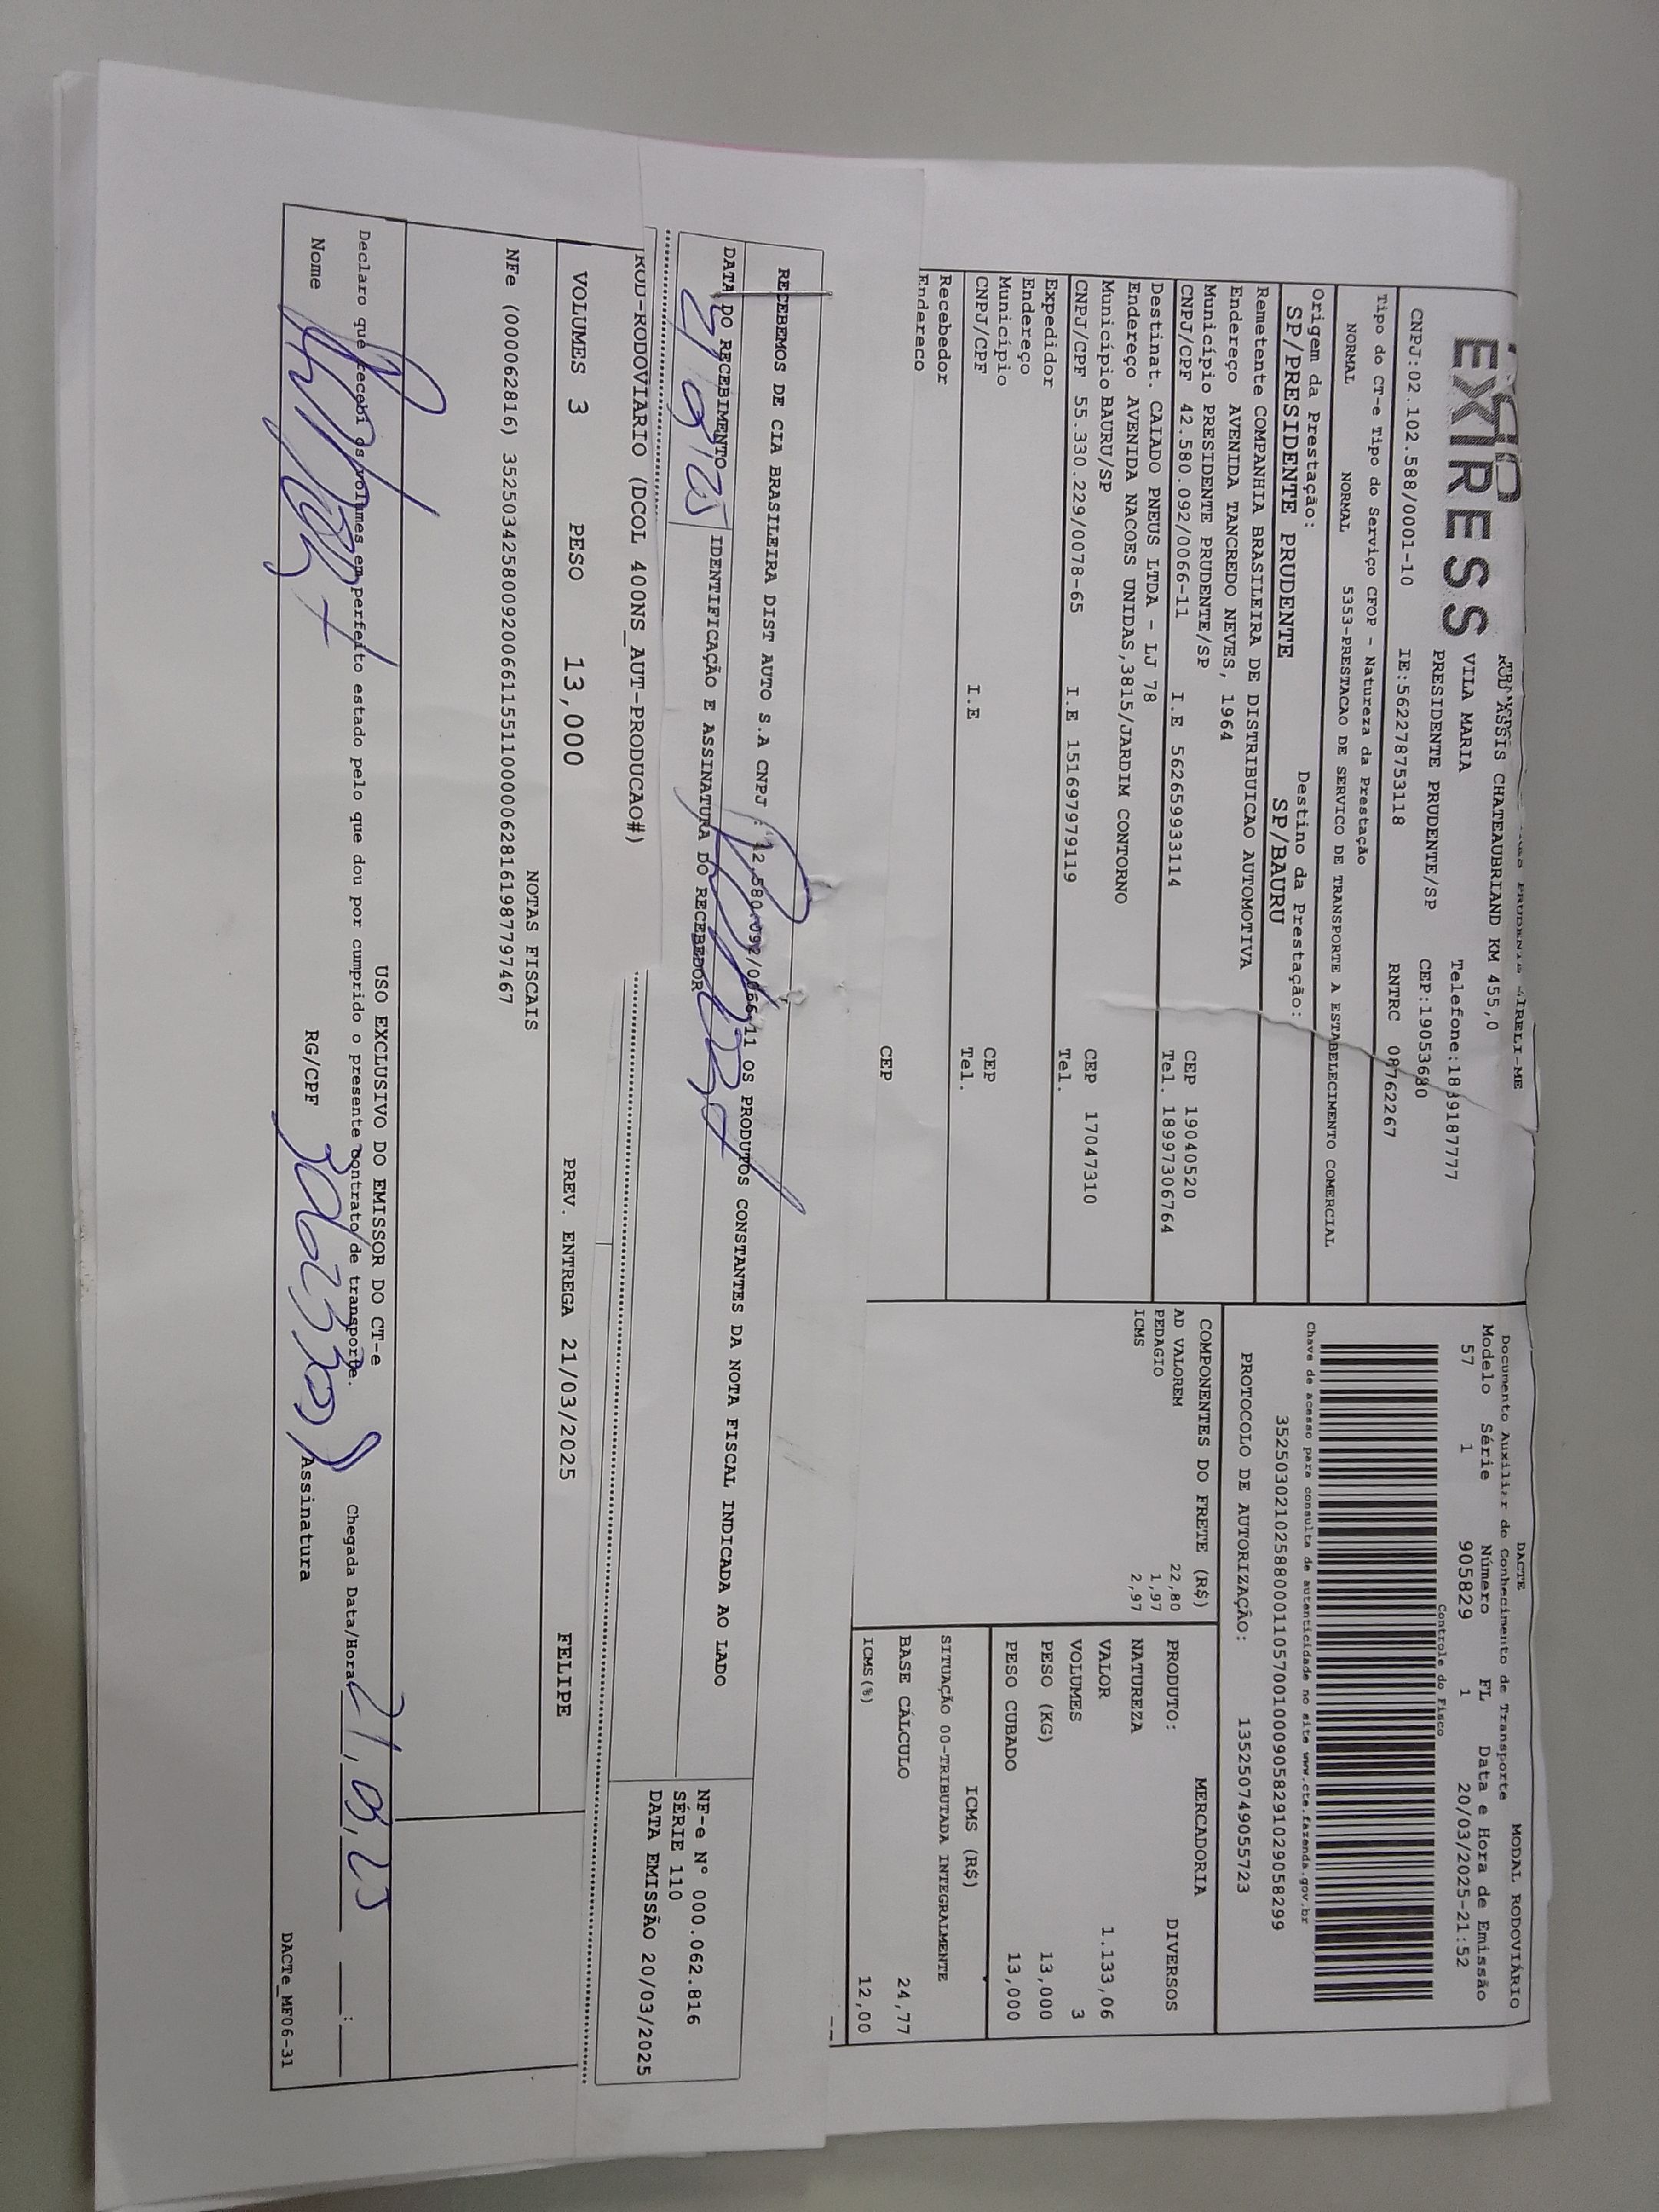 EXPRESS
ROD ASSIS CHATEAUBRIAND KM 455,0
VILA MARIA Telefone:1839187777
PRESIDENTE PRUDENTE/SP CEP:19053680
CNPJ:02.102.588/0001-10 IE:562278753118 RNTRC 08762267
Tipo do CT-e Tipo do Serviço CFOP - Natureza da Prestação
NORMAL NORMAL 5353-PRESTACAO DE SERVICO DE TRANSPORTE A ESTABELECIMENTO COMERCIAL
Origem da Prestação: Destino da Prestação:
SP/PRESIDENTE PRUDENTE SP/BAURU
Remetente COMPANHIA BRASILEIRA DE DISTRIBUICAO AUTOMOTIVA
Endereço AVENIDA TANCREDO NEVES, 1964
Município PRESIDENTE PRUDENTE/SP CEP 19040520
CNPJ/CPF 42.580.092/0066-11 I.E 562659933114 Tel. 18997306764
Destinat. CAIADO PNEUS LTDA - LJ 78
Endereço AVENIDA NACOES UNIDAS,3815/JARDIM CONTORNO
Município BAURU/SP CEP 17047310
CNPJ/CPF 55.330.229/0078-65 I.E 151697979119 Tel.
Expedidor
Endereço
Município CEP
CNPJ/CPF I.E Tel.
Recebedor
Endereço
CEP
DACTE MODAL RODOVIÁRIO
Documento Auxiliar do Conhecimento de Transporte
Modelo Série Número FL Data e Hora de Emissão
57 1 905829 1 20/03/2025-21:52
Controle do Fisco
Chave de acesso para consulta de autenticidade no site www.cte.fazenda.gov.br
35250302102588000110570010009058291029058299
PROTOCOLO DE AUTORIZAÇÃO: 135250749055723
COMPONENTES DO FRETE (R$)
AD VALOREM 22,80
PEDAGIO 1,97
ICMS 2,97
MERCADORIA
PRODUTO: DIVERSOS
NATUREZA
VALOR 1.133,06
VOLUMES 3
PESO (KG) 13,000
PESO CUBADO 13,000
ICMS (R$)
SITUAÇÃO 00-TRIBUTADA INTEGRALMENTE
BASE CÁLCULO 24,77
ICMS(%) 12,00
RECEBEMOS DE CIA BRASILEIRA DIST AUTO S.A CNPJ : 42.580.092/0066-11 OS PRODUTOS CONSTANTES DA NOTA FISCAL INDICADA AO LADO
DATA DO RECEBIMENTO IDENTIFICAÇÃO E ASSINATURA DO RECEBEDOR
NF-e Nº 000.062.816
SÉRIE 110
DATA EMISSÃO 20/03/2025
ROD-RODOVIARIO (DCOL 400NS_AUT-PRODUCAO#)
VOLUMES 3 PESO 13,000 PREV. ENTREGA 21/03/2025 FELIPE
NOTAS FISCAIS
NFe (000062816) 35250342580092006611551100000628161987797467
USO EXCLUSIVO DO EMISSOR DO CT-e
Declaro que recebi os volumes em perfeito estado pelo que dou por cumprido o presente contrato de transporte.
Chegada Data/Hora
Nome RG/CPF Assinatura
DACTe_MF06-31